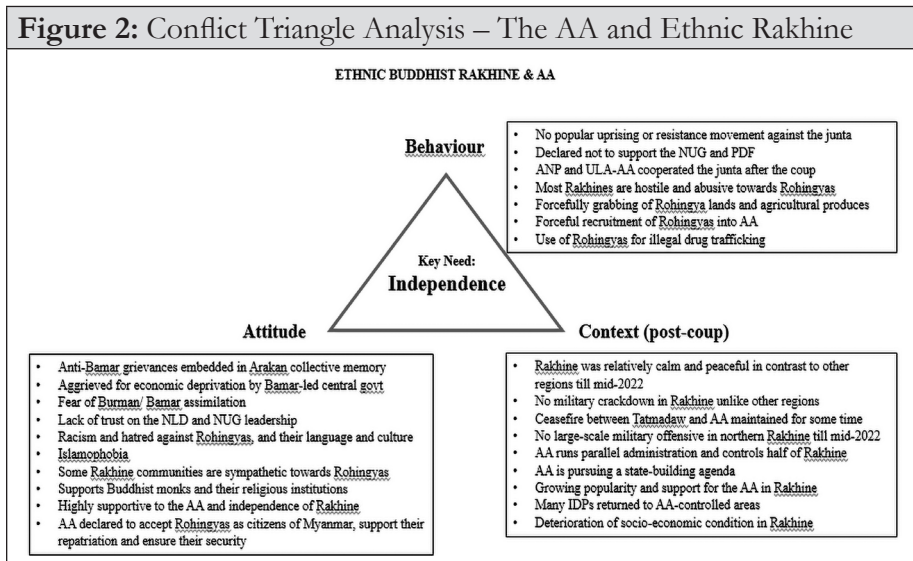 Figure 2: Conflict Triangle Analysis – The AA and Ethnic Rakhine
ETHNIC BUDDHIST RAKHINE & AA
Behaviour
• No popular uprising or resistance movement against the junta
• Declared not to support the NUG and PDF
• ANP and ULA-AA cooperated the junta after the coup
• Most Rakhines are hostile and abusive towards Rohingyas
• Forcefully grabbing of Rohingya lands and agricultural produces
• Forceful recruitment of Rohingyas into AA
• Use of Rohingyas for illegal drug trafficking
Key Need:
Independence
Attitude
• Anti-Bamar grievances embedded in Arakan collective memory
• Aggrieved for economic deprivation by Bamar-led central govt
• Fear of Burman/ Bamar assimilation
• Lack of trust on the NLD and NUG leadership
• Racism and hatred against Rohingyas, and their language and culture
• Islamophobia
• Some Rakhine communities are sympathetic towards Rohingyas
• Supports Buddhist monks and their religious institutions
• Highly supportive to the AA and independence of Rakhine
• AA declared to accept Rohingyas as citizens of Myanmar, support their
repatriation and ensure their security
Context (post-coup)
• Rakhine was relatively calm and peaceful in contrast to other
regions till mid-2022
• No military crackdown in Rakhine unlike other regions
• Ceasefire between Tatmadaw and AA maintained for some time
• No large-scale military offensive in northern Rakhine till mid-2022
• AA runs parallel administration and controls half of Rakhine
• AA is pursuing a state-building agenda
• Growing popularity and support for the AA in Rakhine
• Many IDPs returned to AA-controlled areas
• Deterioration of socio-economic condition in Rakhine